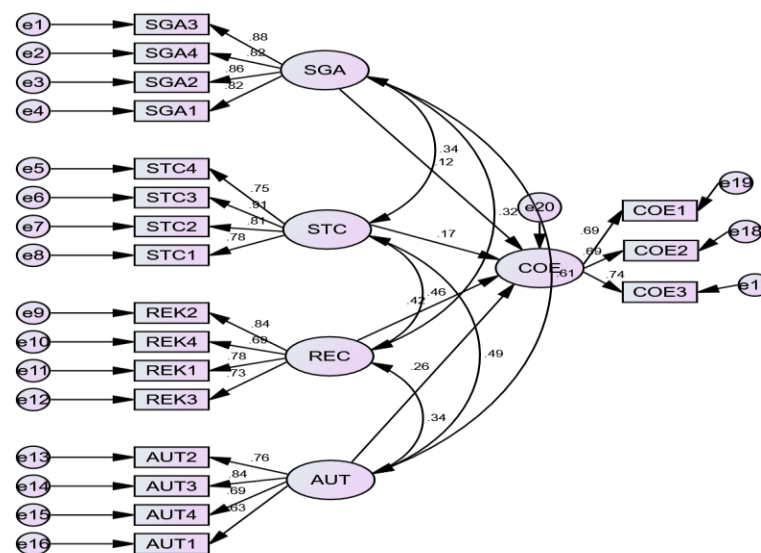 e1 SGA3 .88
e2 SGA4 .82
e3 SGA2 .86
e4 SGA1 .82
SGA
.34
.12
e5 STC4 .75
e6 STC3 .91
e7 STC2 .81
e8 STC1 .78
STC
.17
.32
e20
COE
.61
.69 COE1 e19
.69 COE2 e18
.74 COE3 e1
e9 REK2 .84
e10 REK4 .69
e11 REK1 .78
e12 REK3 .73
REC
.46
.42
.26
.49
.34
e13 AUT2 .76
e14 AUT3 .84
e15 AUT4 .69
e16 AUT1 .63
AUT